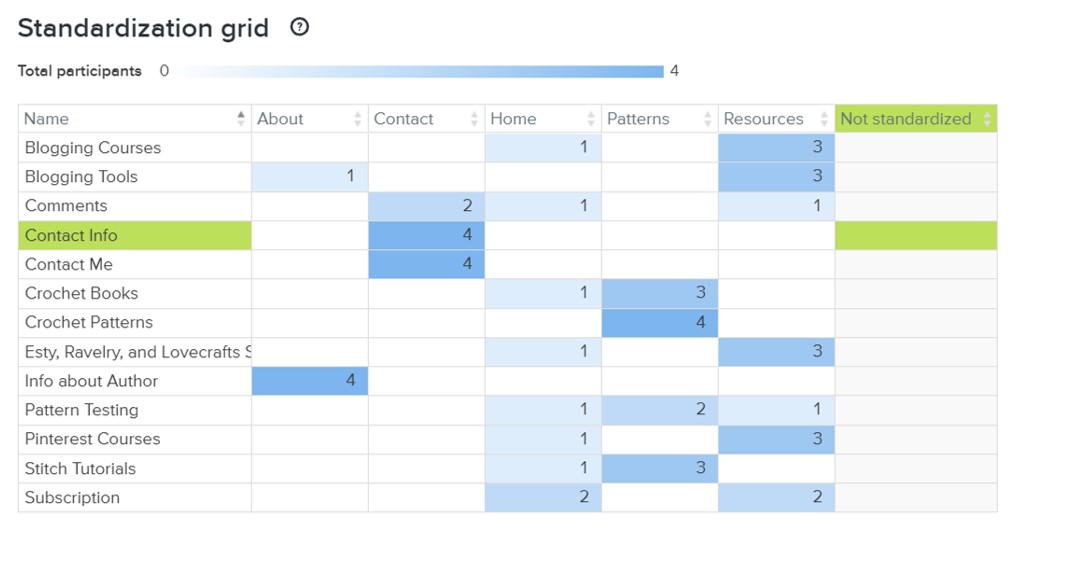 Standardization grid ?
Total participants 0 4
Name About Contact Home Patterns Resources Not standardized
Blogging Courses 1 3
Blogging Tools 1 3
Comments 2 1 1
Contact Info 4
Contact Me 4
Crochet Books 1 3
Crochet Patterns 4
Esty, Ravelry, and Lovecrafts S 1 3
Info about Author 4
Pattern Testing 1 2 1
Pinterest Courses 1 3
Stitch Tutorials 1 3
Subscription 2 2